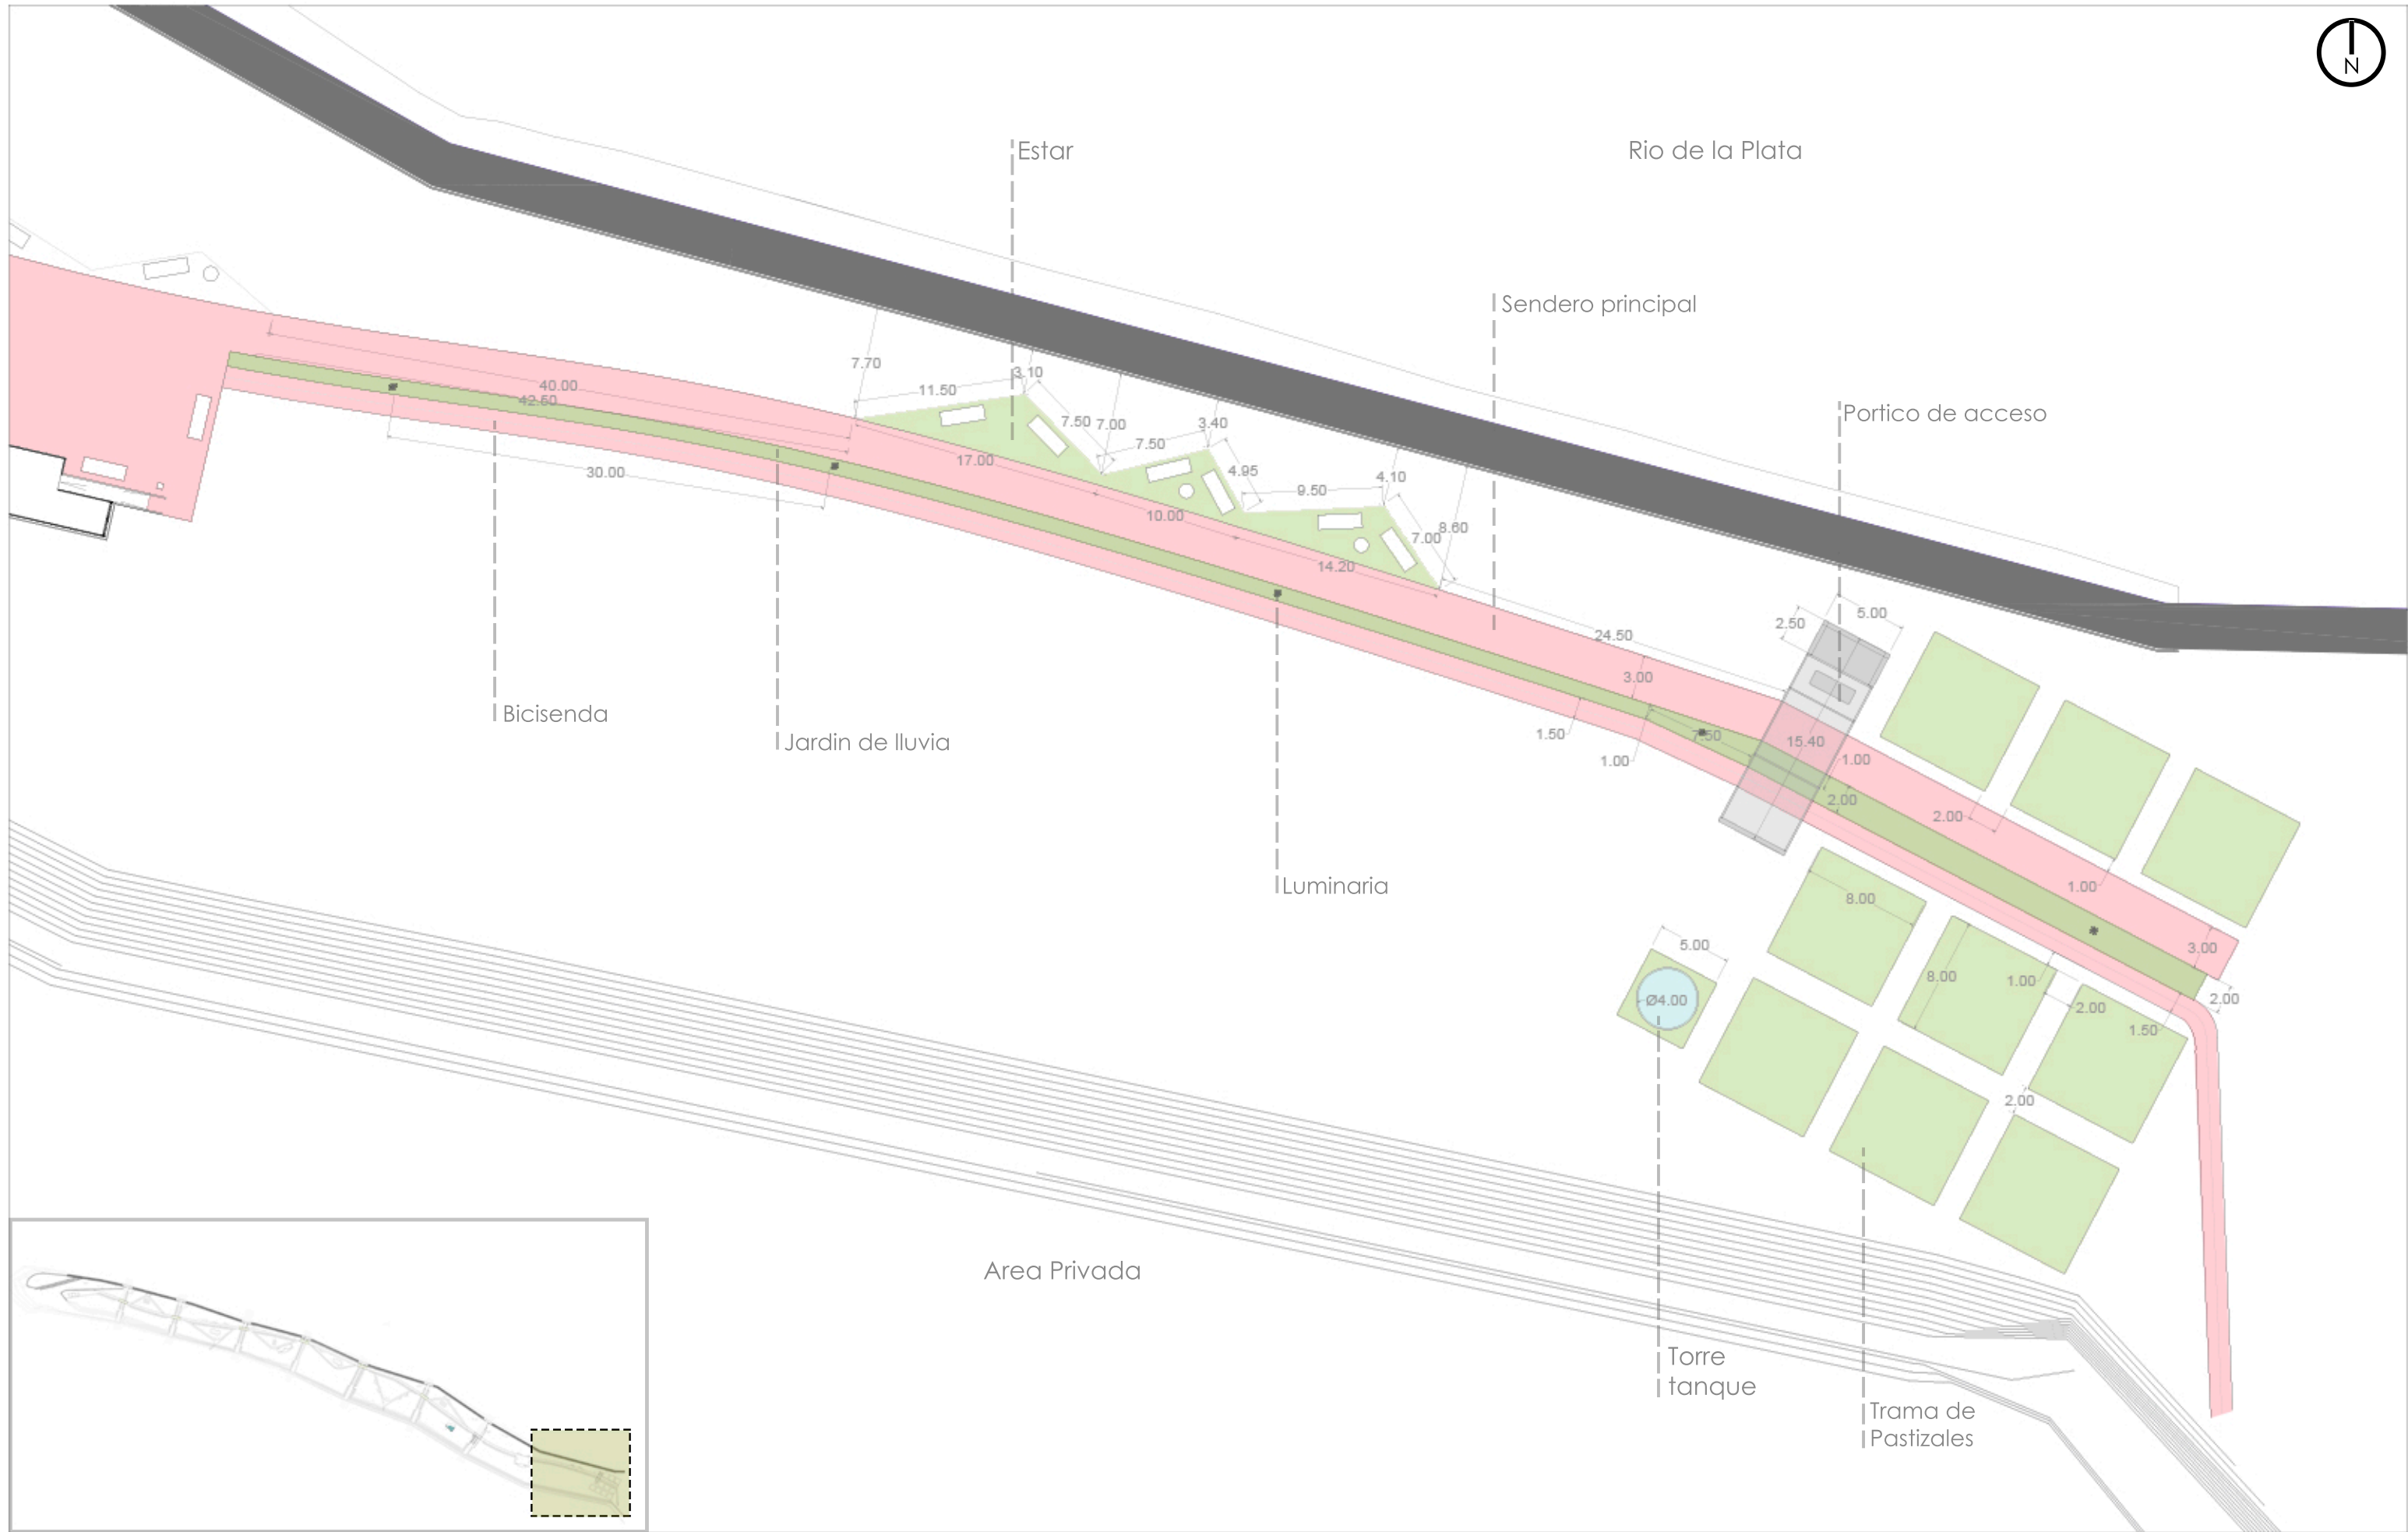 N
Estar
Rio de la Plata
Sendero principal
Portico de acceso
7.70
3.10
11.50
40.00
42.50
7.50
7.00
3.40
7.50
17.00
30.00
4.95
4.10
9.50
10.00
8.60
7.00
14.20
5.00
2.50
24.50
3.00
Bicisenda
1.50
7.50
15.40
Jardin de lluvia
1.00
1.00
2.00
2.00
Luminaria
1.00
8.00
5.00
3.00
8.00
1.00
Ø4.00
2.00
2.00
1.50
2.00
Area Privada
Torre
tanque
Trama de
Pastizales